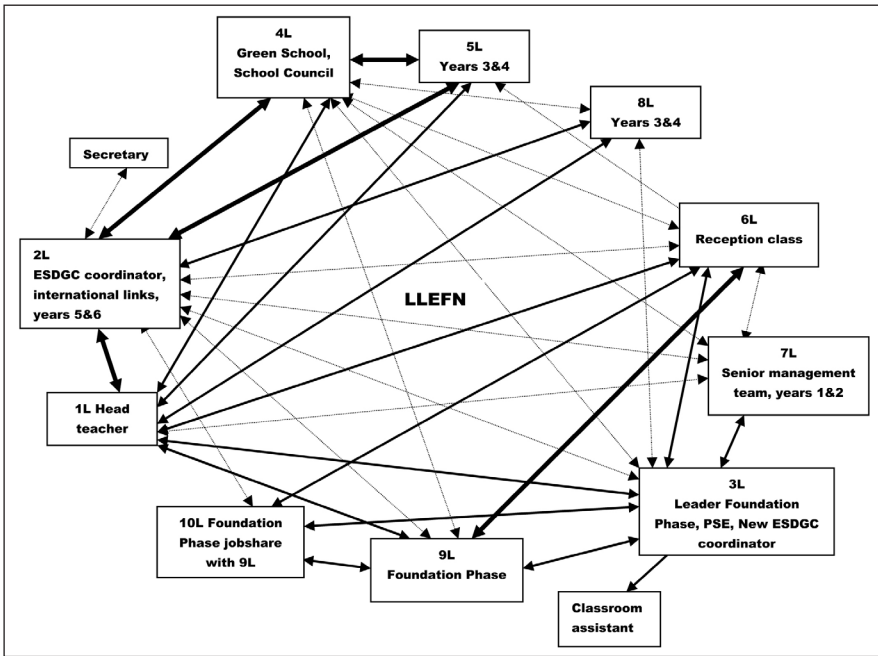 4L
Green School,
School Council
5L
Years 3&4
8L
Years 3&4
Secretary
6L
Reception class
2L
ESDGC coordinator,
international links,
years 5&6
LLEFN
7L
Senior management
team, years 1&2
1L Head
teacher
3L
Leader Foundation
Phase, PSE, New ESDGC
coordinator
10L Foundation
Phase jobshare
with 9L
9L
Foundation Phase
Classroom
assistant